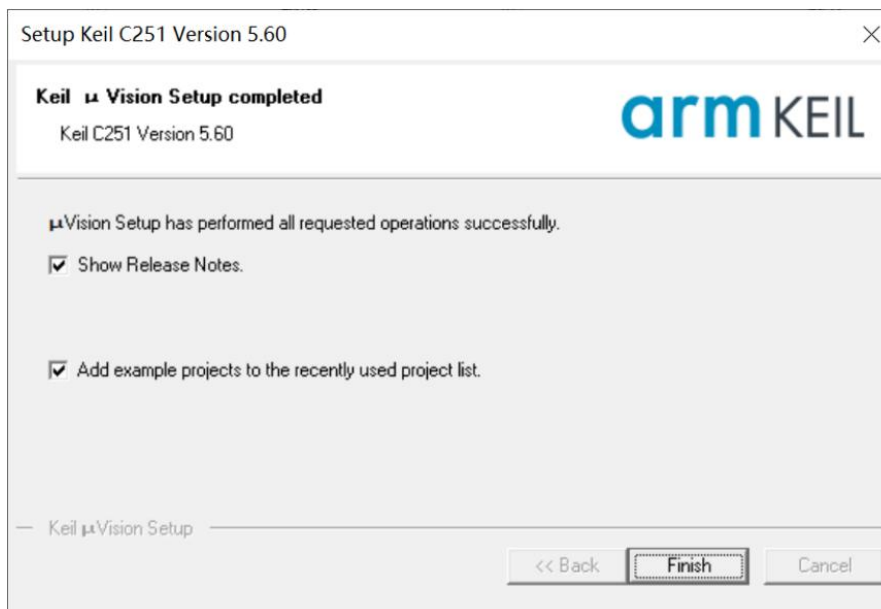 Setup Keil C251 Version 5.60
Keil μ Vision Setup completed
Keil C251 Version 5.60
arm KEIL
μVision Setup has performed all requested operations successfully.
Show Release Notes.
Add example projects to the recently used project list.
Keil μVision Setup
<< Back
Finish
Cancel